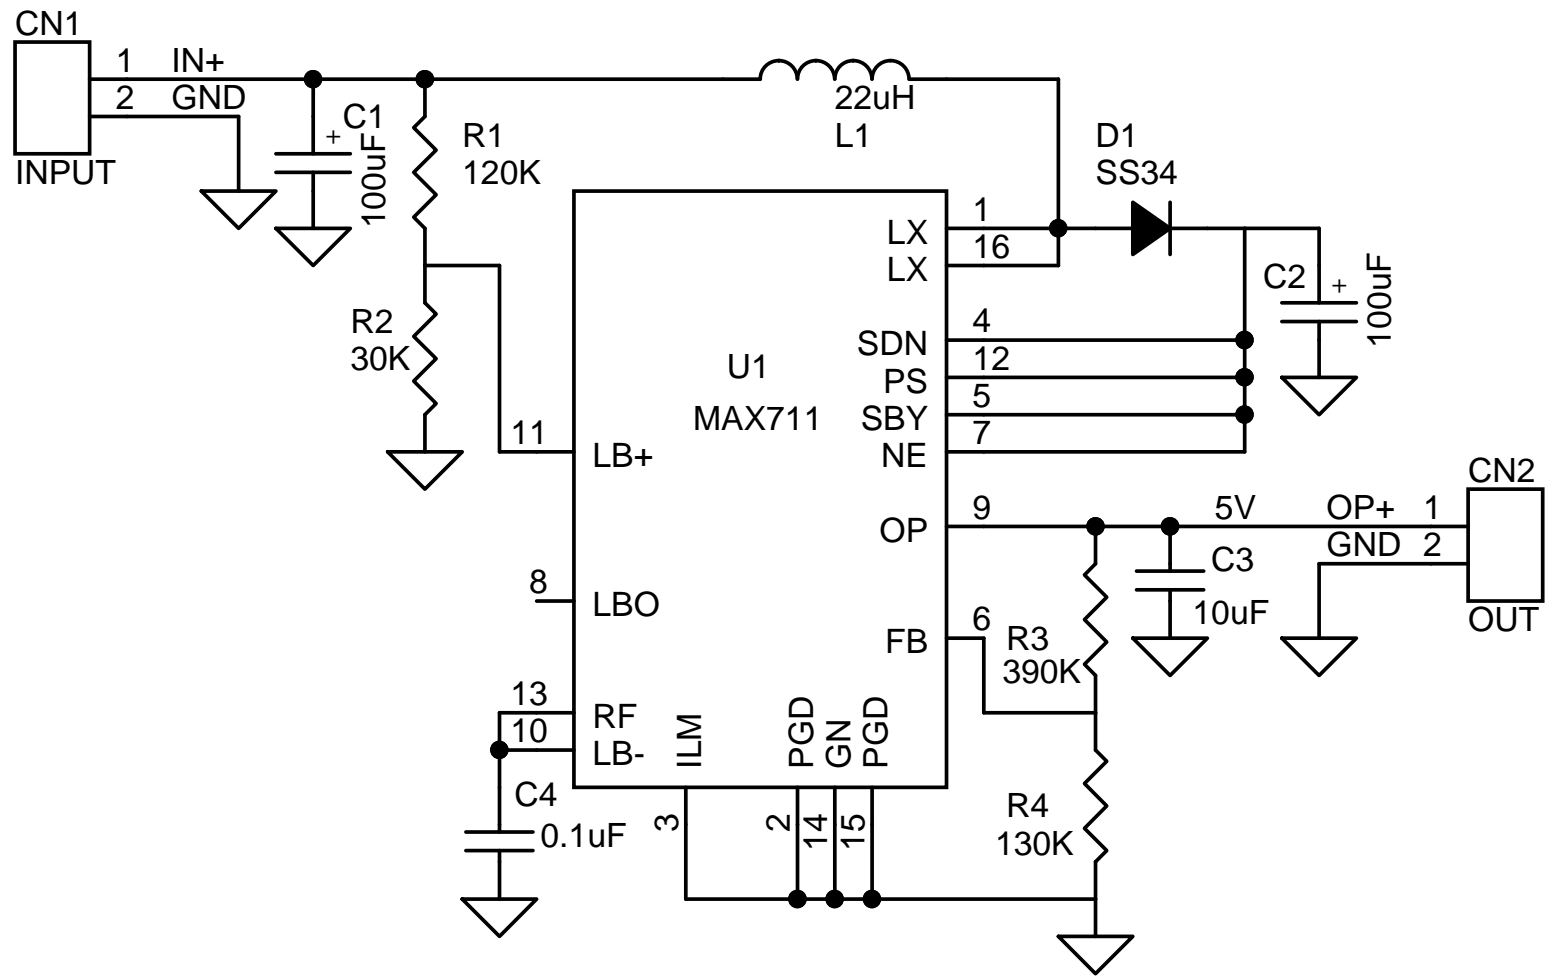 CN1
1 IN+
2 GND
INPUT
+
C1
100uF
R1
120K
22uH
L1
D1
SS34
R2
30K
U1
MAX711
LX 1
LX 16
SDN 4
PS 12
SBY 5
NE 7
C2
+
100uF
11 LB+
OP 9
5V
OP+ 1
GND 2
CN2
OUT
C3
10uF
8 LBO
FB 6
R3
390K
13 RF
10 LB-
ILM
PGD
GN
PGD
3
2
14
15
C4
0.1uF
R4
130K